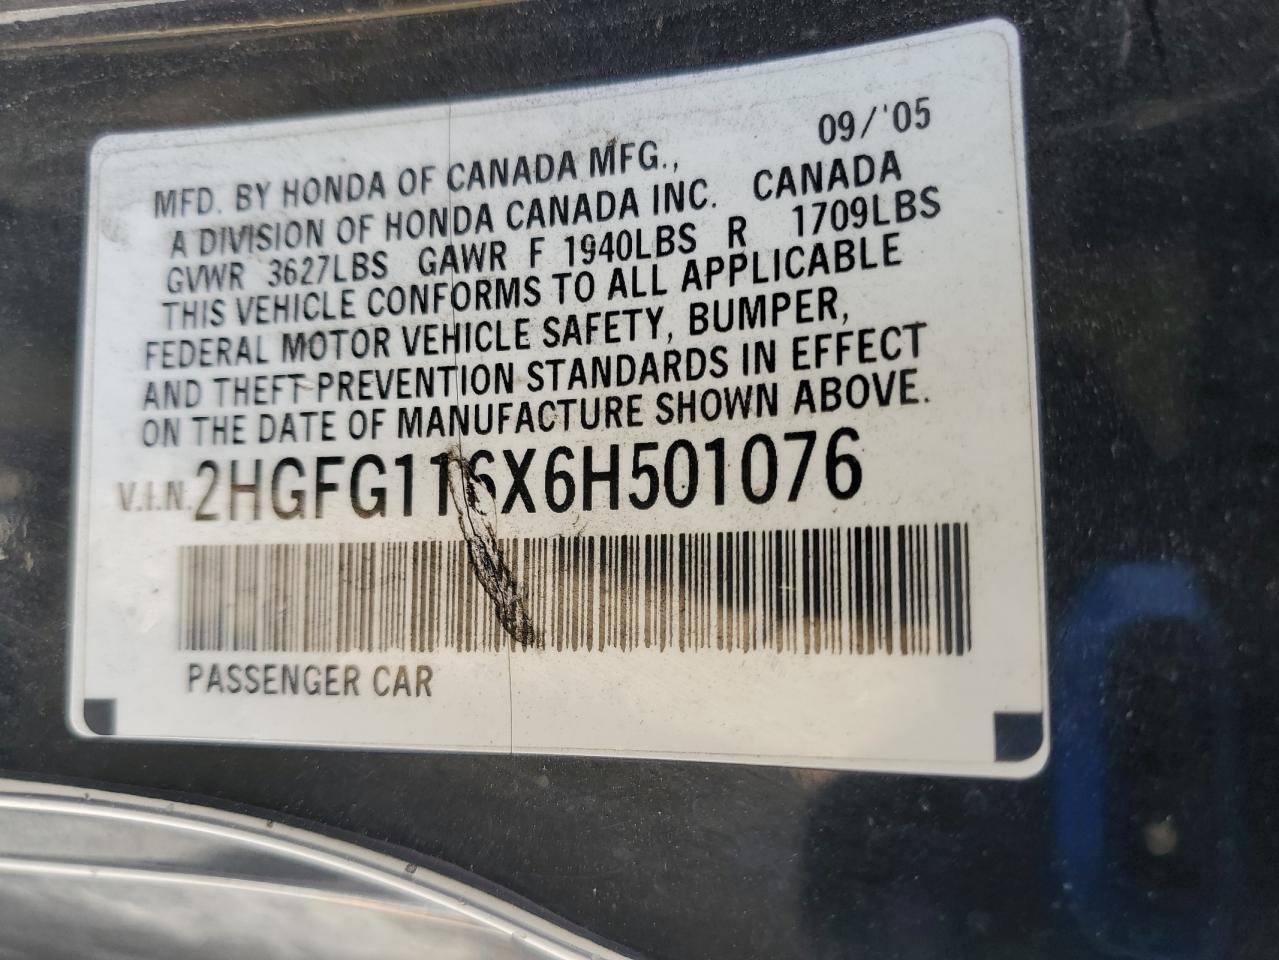 09/'05
MFD. BY HONDA OF CANADA MFG.,
A DIVISION OF HONDA CANADA INC. CANADA
GVWR 3627LBS GAWR F 1940LBS R 1709LBS
THIS VEHICLE CONFORMS TO ALL APPLICABLE
FEDERAL MOTOR VEHICLE SAFETY, BUMPER,
AND THEFT PREVENTION STANDARDS IN EFFECT
ON THE DATE OF MANUFACTURE SHOWN ABOVE.
V.I.N. 2HGFG116X6H501076
PASSENGER CAR